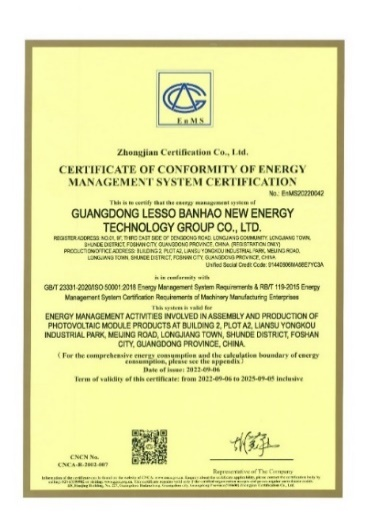 EnMS
Zhongjian Certification Co., Ltd.
CERTIFICATE OF CONFORMITY OF ENERGY
MANAGEMENT SYSTEM CERTIFICATION
No.: EnMS20220042
This is to certify that the energy management system of
GUANGDONG LESSO BANHAO NEW ENERGY
TECHNOLOGY GROUP CO., LTD.
REGISTER ADDRESS: NO.01, 8F, THIRD EAST SIDE OF DENGDONG ROAD, LONGJIANG COMMUNITY, LONGJIANG TOWN,
SHUNDE DISTRICT, FOSHAN CITY, GUANGDONG PROVINCE, CHINA. (REGISTRATION ONLY)
PRODUCTION/OFFICE ADDRESS: BUILDING 2, PLOT A2, LIANSU YONGKOU INDUSTRIAL PARK, MEIJING ROAD,
LONGJIANG TOWN, SHUNDE DISTRICT, FOSHAN CITY, GUANGDONG PROVINCE, CHINA
Unified Social Credit Code:
is in conformity with
GB/T 23331-2020/ISO 50001:2018 Energy Management System Requirements & RB/T 119-2015 Energy
Management System Certification Requirements of Machinery Manufacturing Enterprises
This system is valid for
ENERGY MANAGEMENT ACTIVITIES INVOLVED IN ASSEMBLY AND PRODUCTION OF
PHOTOVOLTAIC MODULE PRODUCTS AT BUILDING 2, PLOT A2, LIANSU YONGKOU
INDUSTRIAL PARK, MEIJING ROAD, LONGJIANG TOWN, SHUNDE DISTRICT, FOSHAN
CITY, GUANGDONG PROVINCE, CHINA.
( For the comprehensive energy consumption and the calculation boundary of energy
consumption, please see the appendix )
Date of issue: 2022-09-06
Term of validity of this certificate: from 2022-09-06 to 2025-09-05 inclusive
CNCN No.
CNCA-R-2002-007
Representative of The Company